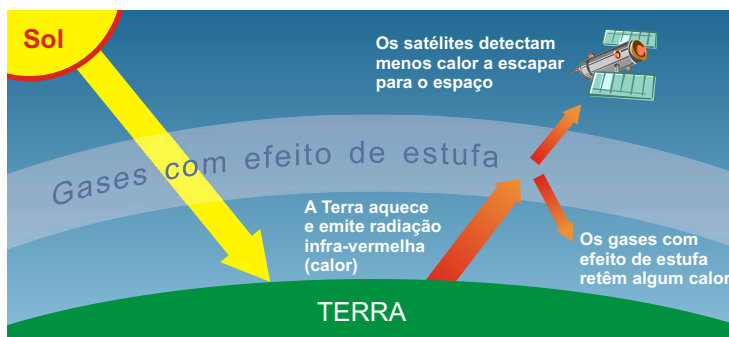 Sol
Os satélites detectam
menos calor a escapar
para o espaço
Gases com efeito de estufa
A Terra aquece
e emite radiação
infra-vermelha
(calor)
Os gases com
efeito de estufa
retêm algum calor
TERRA